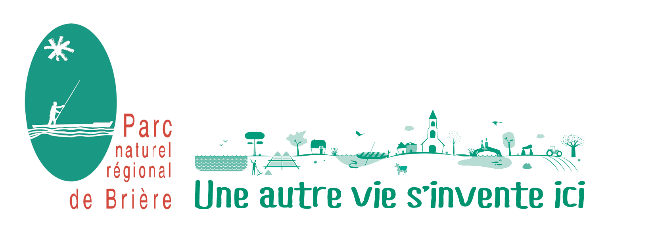 Parc
naturel
régional
de Brière
Une autre vie s'invente ici